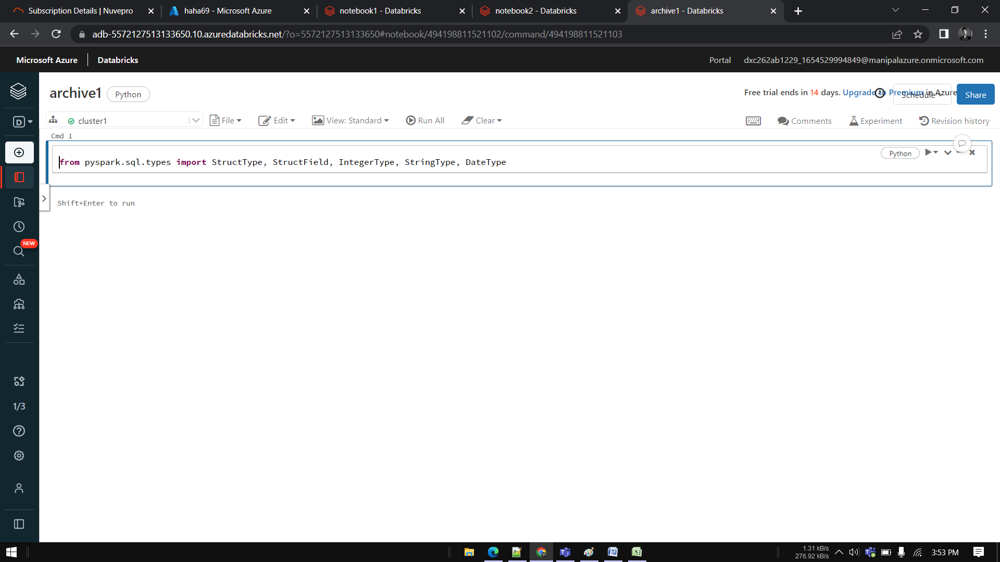 Subscription Details | Nuvepro
haha69 - Microsoft Azure
notebook1 - Databricks
notebook2 - Databricks
archive1 - Databricks
adb-5572127513133650.10.azuredatabricks.net/?o=5572127513133650#notebook/494198811521102/command/494198811521103
Microsoft Azure | Databricks
Portal
dxc262ab1229_1654529994849@manipalazure.onmicrosoft.com
archive1
Python
Free trial ends in 14 days. Upgrade to Premium in Azure
Schedule
Share
D
cluster1
File
Edit
View: Standard
Run All
Clear
Comments
Experiment
Revision history
Cmd 1
Python
from pyspark.sql.types import StructType, StructField, IntegerType, StringType, DateType
Shift+Enter to run
NEW
1/3
1.31 kB/s
276.92 kB/s
3:53 PM